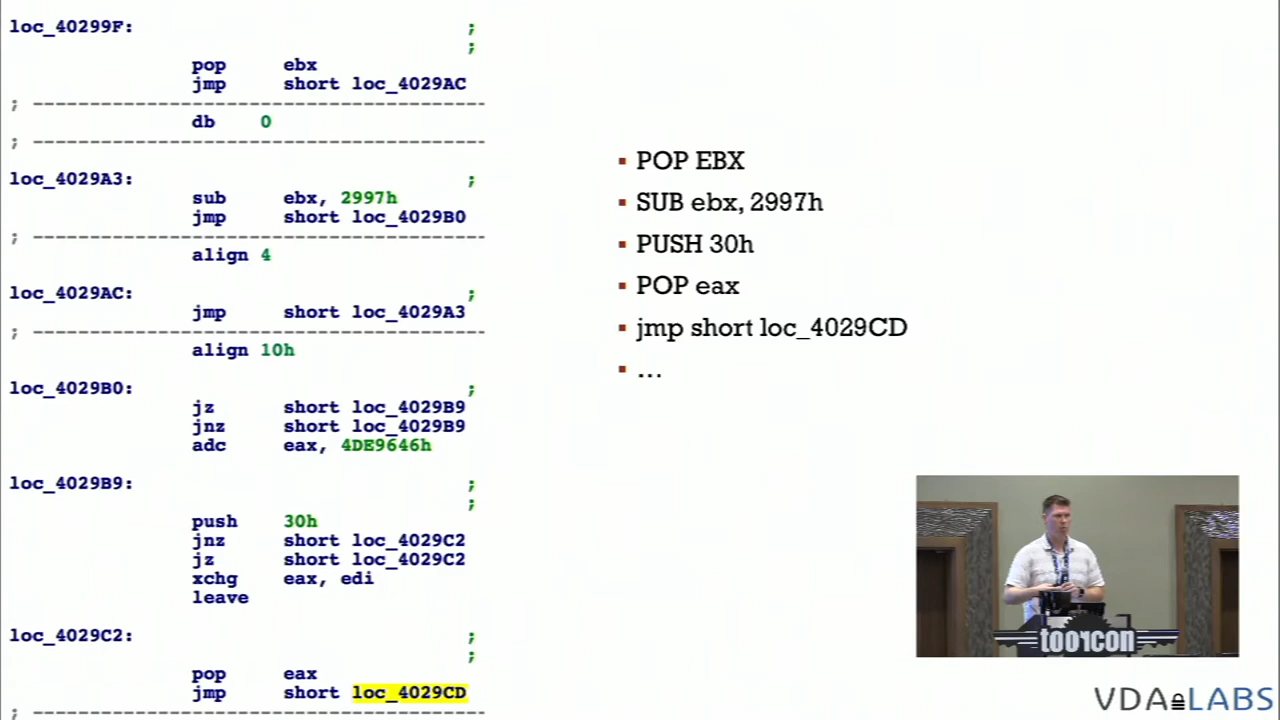 loc_40299F: ;
;
pop ebx
jmp short loc_4029AC
; ---------------------------------------------------
db 0
; ---------------------------------------------------
loc_4029A3: ;
sub ebx, 2997h
jmp short loc_4029B0
; ---------------------------------------------------
align 4
loc_4029AC: ;
jmp short loc_4029A3
; ---------------------------------------------------
align 10h
loc_4029B0: ;
jz short loc_4029B9
jnz short loc_4029B9
adc eax, 4DE9646h
loc_4029B9: ;
;
push 30h
jnz short loc_4029C2
jz short loc_4029C2
xchg eax, edi
leave
loc_4029C2: ;
;
pop eax
jmp short loc_4029CD
; ---------------------------------------------------
▪ POP EBX
▪ SUB ebx, 2997h
▪ PUSH 30h
▪ POP eax
▪ jmp short loc_4029CD
▪ …
toorcon
VDA LABS